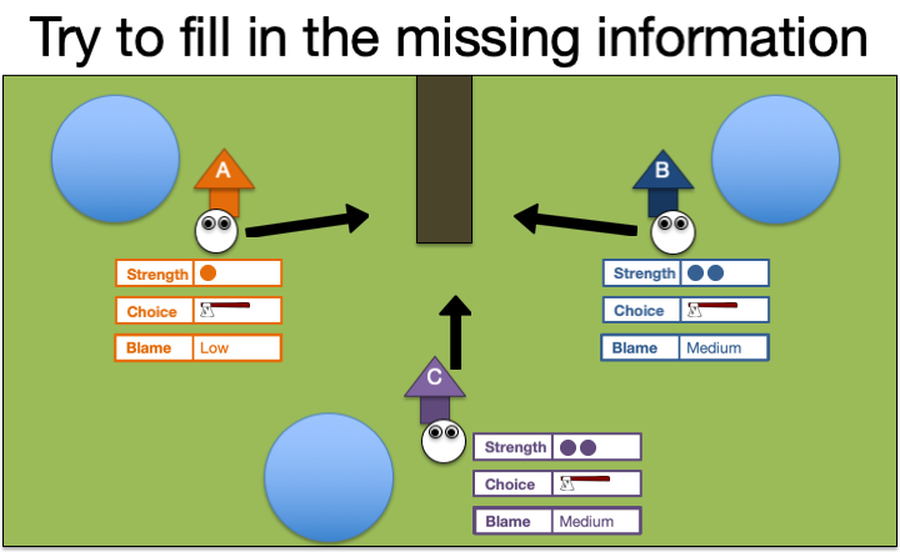 Try to fill in the missing information
A
B
Strength
Choice
Blame Low
Strength
Choice
Blame Medium
C
Strength
Choice
Blame Medium